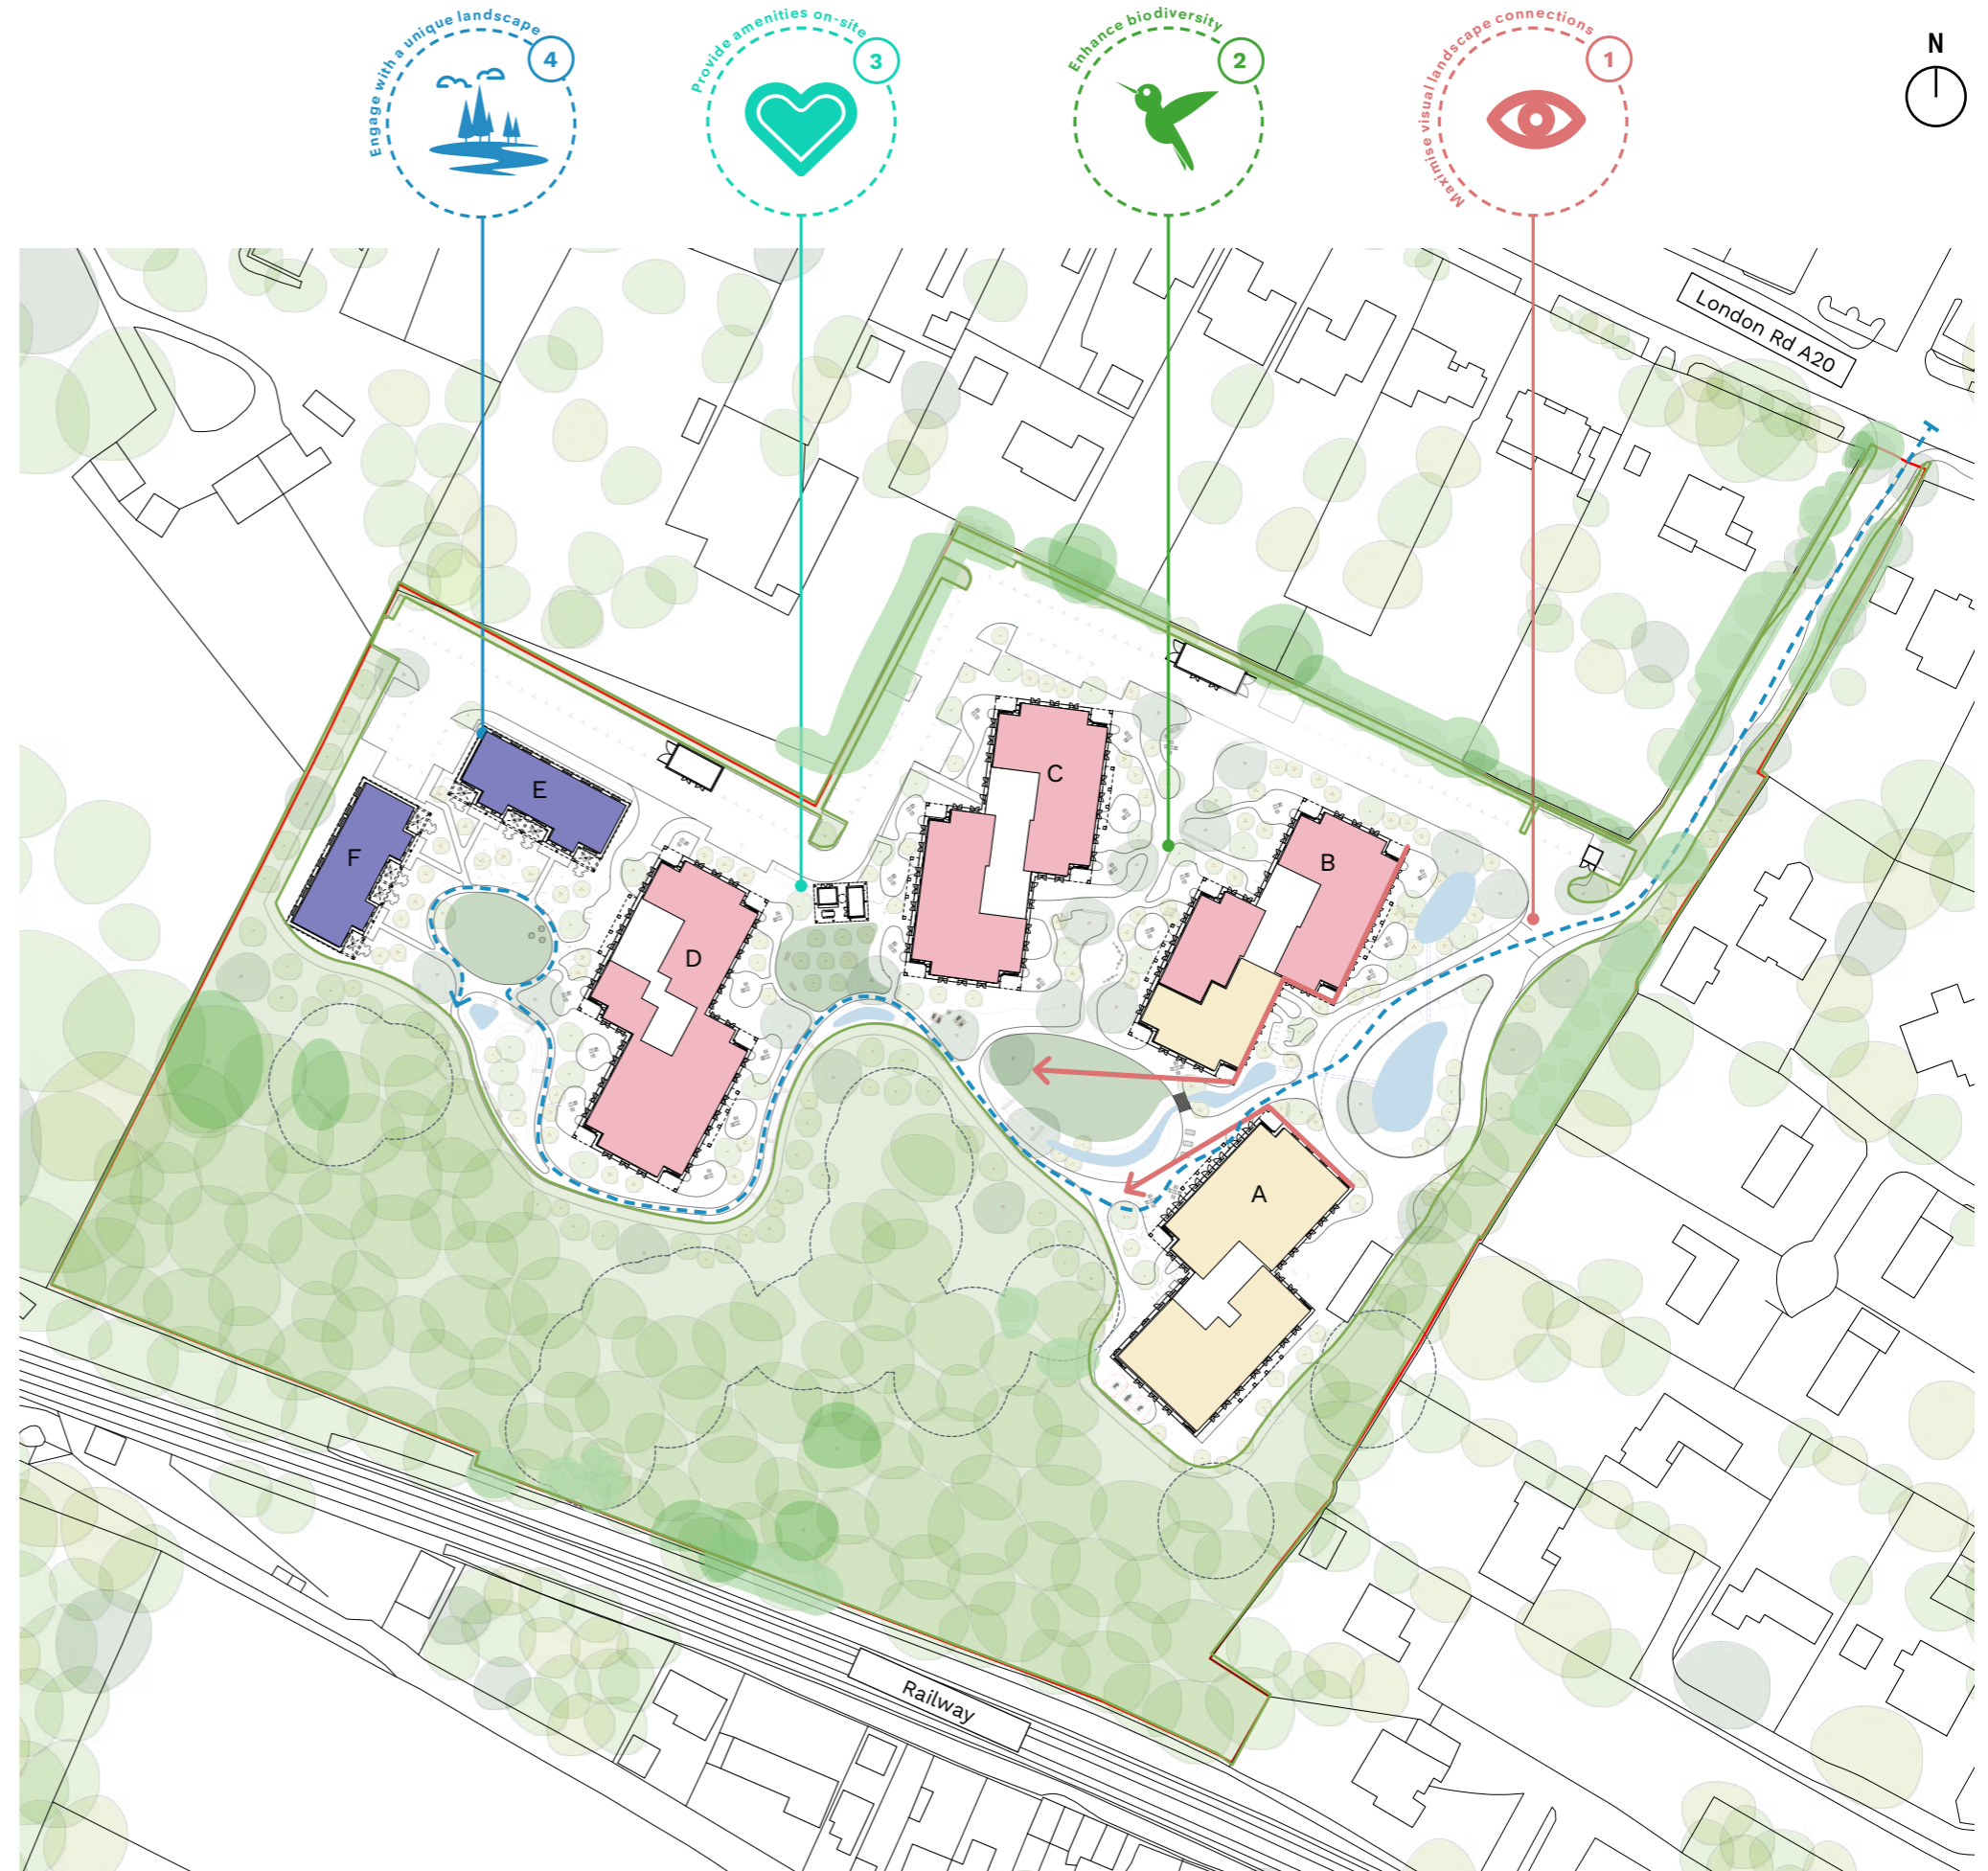 Engage with a unique landscape
4
Provide amenities on-site
3
Enhance biodiversity
2
Maximise visual landscape connections
1
N
London Rd A20
C
E
B
F
D
A
Railway